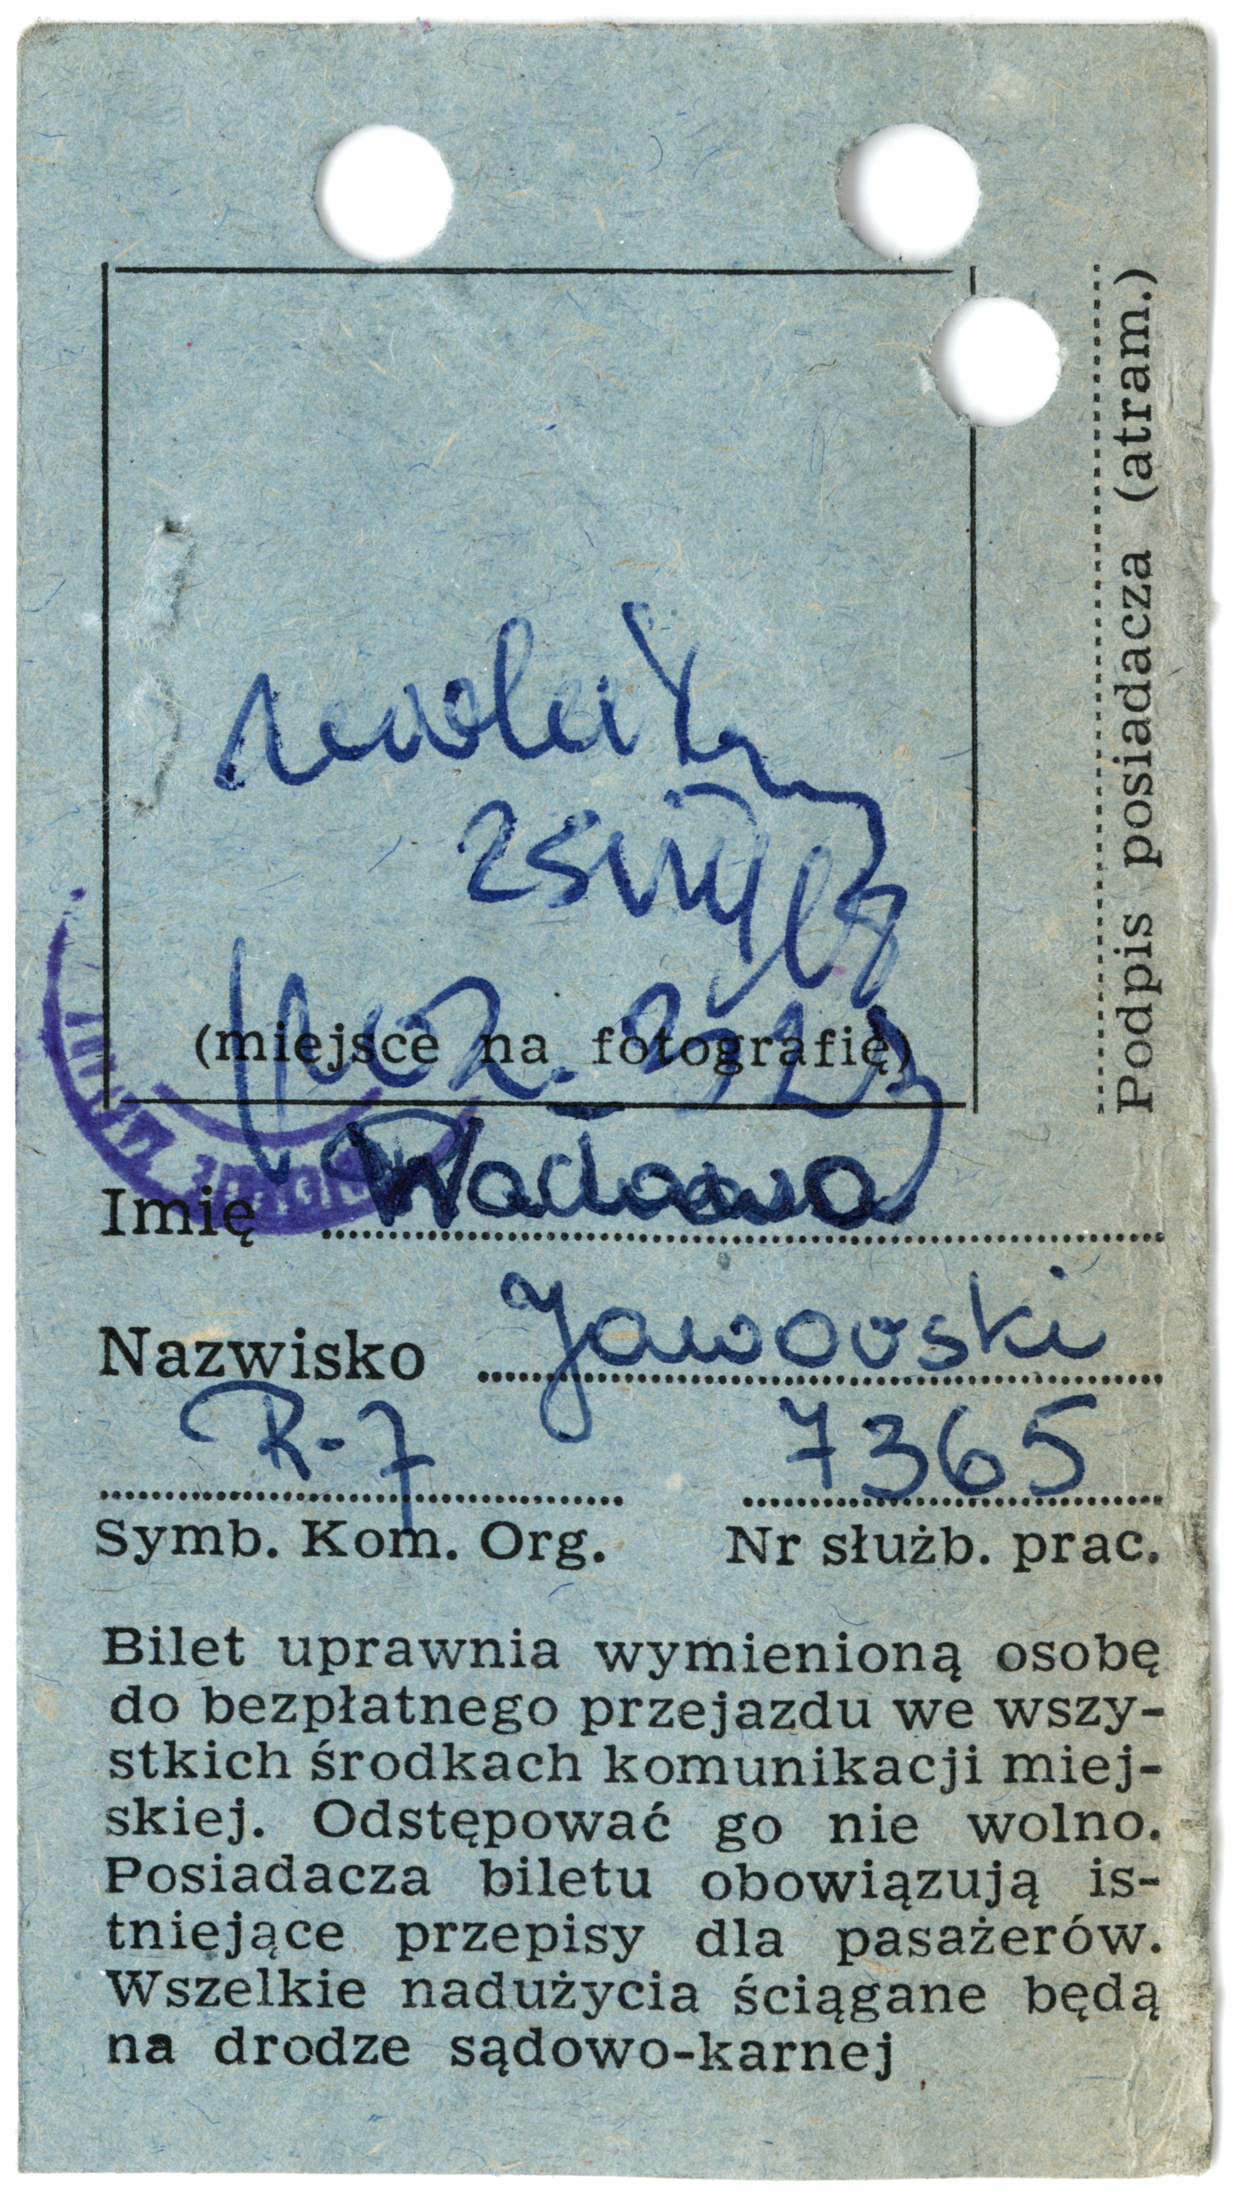 (miejsce na fotografię)
Podpis posiadacza (atram.)
Imię
Nazwisko Jaworski
R-7 7365
Symb. Kom. Org. Nr służb. prac.
Bilet uprawnia wymienioną osobę
do bezpłatnego przejazdu we wszy-
stkich środkach komunikacji miej-
skiej. Odstępować go nie wolno.
Posiadacza biletu obowiązują is-
tniejące przepisy dla pasażerów.
Wszelkie nadużycia ściągane będą
na drodze sądowo-karnej